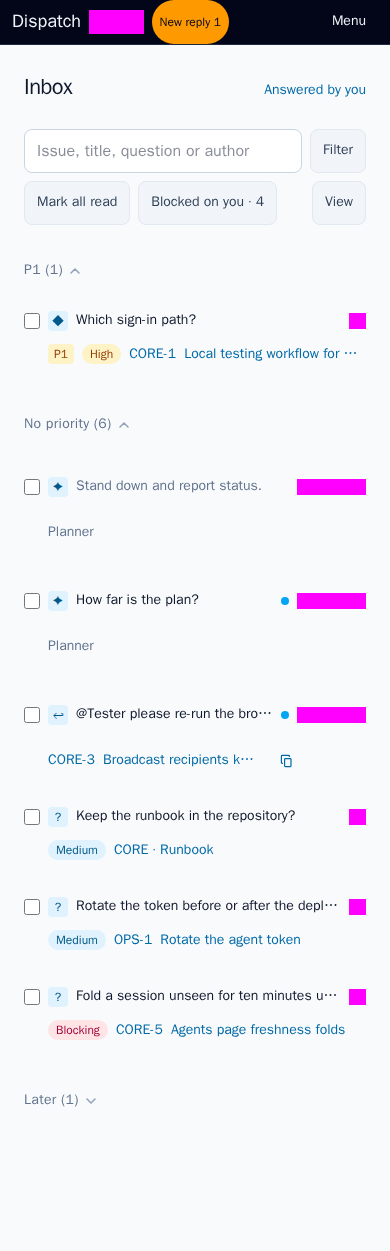 Dispatch New reply 1 Menu
Inbox Answered by you
Issue, title, question or author Filter
Mark all read Blocked on you · 4 View
P1 (1)
Which sign-in path?
P1 High CORE-1 Local testing workflow for ···
No priority (6)
Stand down and report status.
Planner
How far is the plan?
Planner
@Tester please re-run the bro···
CORE-3 Broadcast recipients k···
? Keep the runbook in the repository?
Medium CORE · Runbook
? Rotate the token before or after the depl···
Medium OPS-1 Rotate the agent token
? Fold a session unseen for ten minutes u···
Blocking CORE-5 Agents page freshness folds
Later (1)